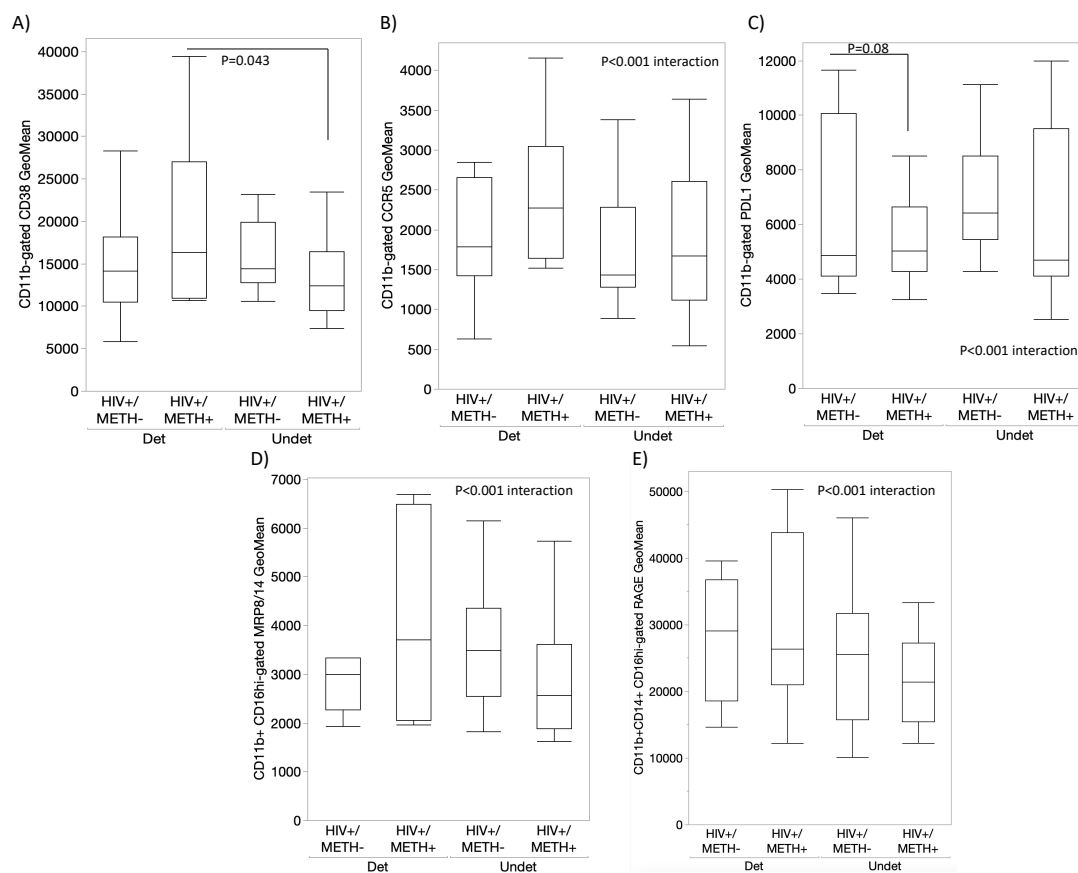 A)
CD11b-gated CD38 GeoMean
40000
35000
30000
25000
20000
15000
10000
5000
0
P=0.043
HIV+/ HIV+/ HIV+/ HIV+/
METH- METH+ METH- METH+
Det Undet
B)
CD11b-gated CCR5 GeoMean
4000
3500
3000
2500
2000
1500
1000
500
0
P<0.001 interaction
HIV+/ HIV+/ HIV+/ HIV+/
METH- METH+ METH- METH+
Det Undet
C)
CD11b-gated PDL1 GeoMean
12000
10000
8000
6000
4000
2000
0
P=0.08
P<0.001 interaction
HIV+/ HIV+/ HIV+/ HIV+/
METH- METH+ METH- METH+
Det Undet
D)
CD11b+ CD16hi-gated MRP8/14 GeoMean
7000
6000
5000
4000
3000
2000
1000
0
P<0.001 interaction
HIV+/ HIV+/ HIV+/ HIV+/
METH- METH+ METH- METH+
Det Undet
E)
CD11b+CD14+ CD16hi-gated RAGE GeoMean
50000
40000
30000
20000
10000
0
P<0.001 interaction
HIV+/ HIV+/ HIV+/ HIV+/
METH- METH+ METH- METH+
Det Undet